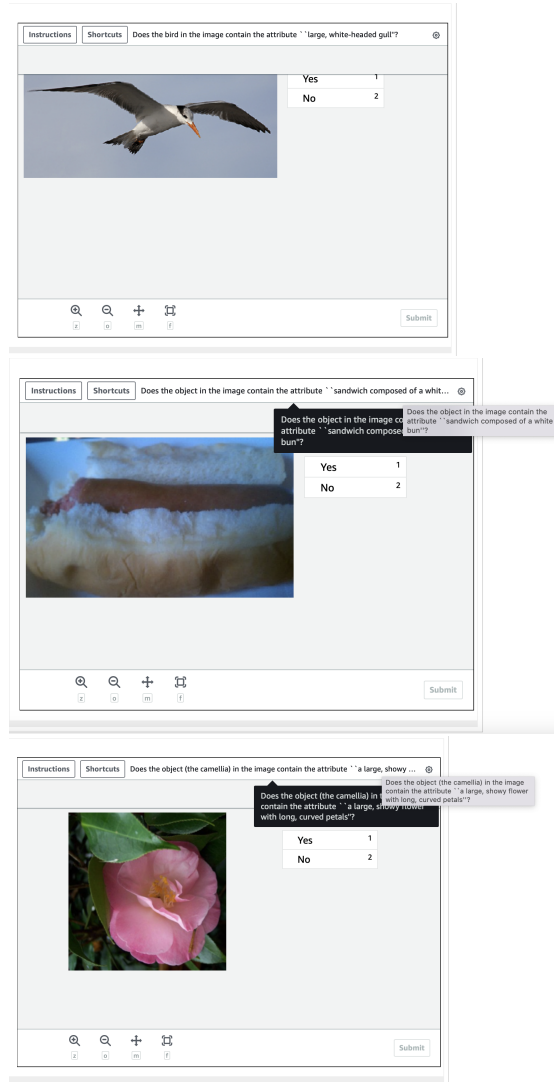 Instructions Shortcuts Does the bird in the image contain the attribute ``large, white-headed gull"?
Yes 1
No 2
z o m f
Submit
Instructions Shortcuts Does the object in the image contain the attribute ``sandwich composed of a whit...
Does the object in the image co
attribute ``sandwich compose
bun"?
Does the object in the image contain the
attribute ``sandwich composed of a white
bun''?
Yes 1
No 2
z o m f
Submit
Instructions Shortcuts Does the object (the camellia) in the image contain the attribute ``a large, showy ...
Does the object (the camellia) in
contain the attribute ``a large, showy flower
with long, curved petals"?
Does the object (the camellia) in the image
contain the attribute ``a large, showy flower
with long, curved petals''?
Yes 1
No 2
z o m f
Submit